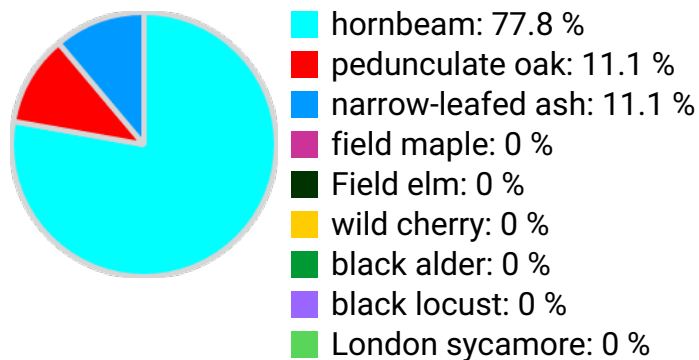 hornbeam: 77.8 %
pedunculate oak: 11.1 %
narrow-leafed ash: 11.1 %
field maple: 0 %
Field elm: 0 %
wild cherry: 0 %
black alder: 0 %
black locust: 0 %
London sycamore: 0 %